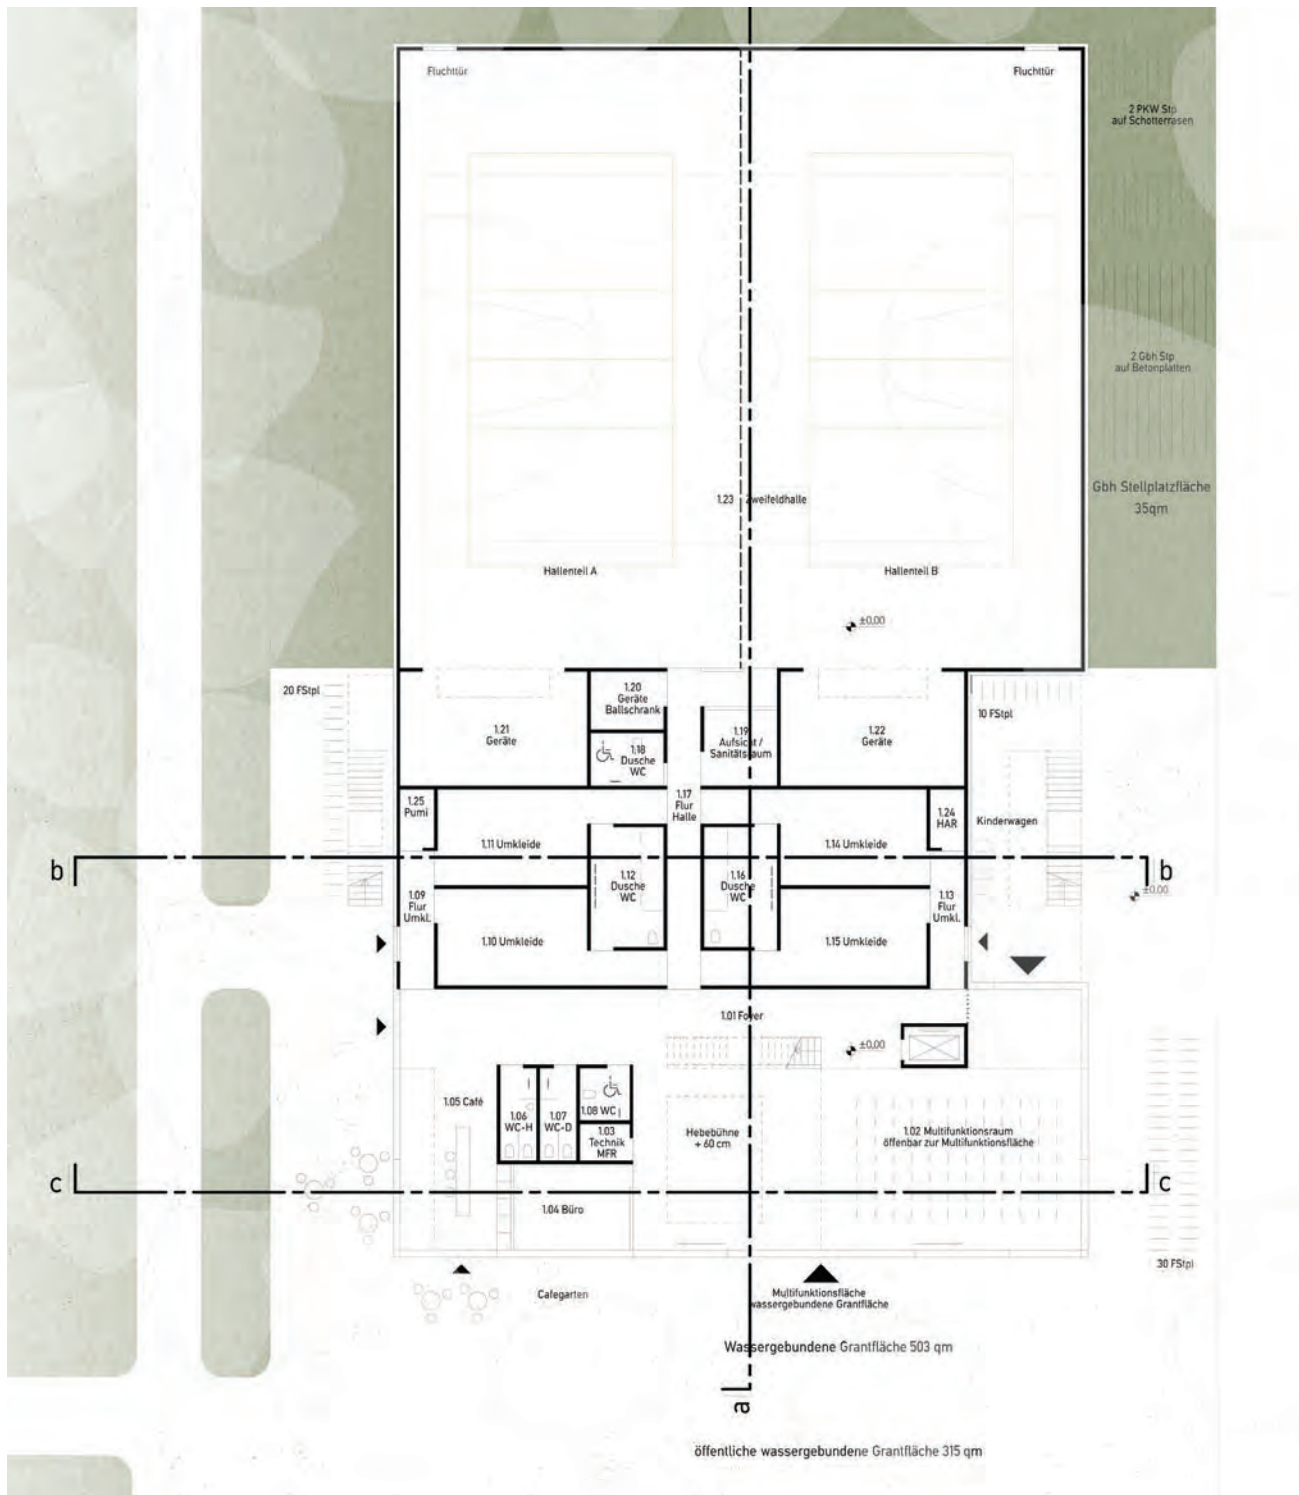 Fluchttür
Fluchttür
2 PKW Stp
auf Schotterrasen
2 Gbh Stp
auf Betonplatten
Gbh Stellplatzfläche
35qm
1.23 Zweifeldhalle
Hallenteil A
Hallenteil B
±0.00
20 FStpl
10 FStpl
1.20
Geräte
Ballschrank
1.21
Geräte
1.18
Dusche
WC
1.19
Aufsicht /
Sanitätsraum
1.22
Geräte
1.25
Pumi
1.17
Flur
Halle
1.24
HAR
Kinderwagen
1.11 Umkleide
1.14 Umkleide
b
b
1.12
Dusche
WC
1.16
Dusche
WC
±0.00
1.09
Flur
Umkl.
1.13
Flur
Umkl.
1.10 Umkleide
1.15 Umkleide
1.01 Foyer
±0.00
1.05 Café
1.06
WC-H
1.07
WC-D
1.08 WC
1.03
Technik
MFR
Hebebühne
+ 60 cm
1.02 Multifunktionsraum
öffenbar zur Multifunktionsfläche
c
c
1.04 Büro
30 FStpl
Cafegarten
Multifunktionsfläche
wassergebundene Grantfläche
Wassergebundene Grantfläche 503 qm
a
öffentliche wassergebundene Grantfläche 315 qm